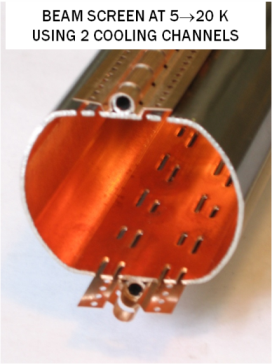 BEAM SCREEN AT 5→20 K
USING 2 COOLING CHANNELS